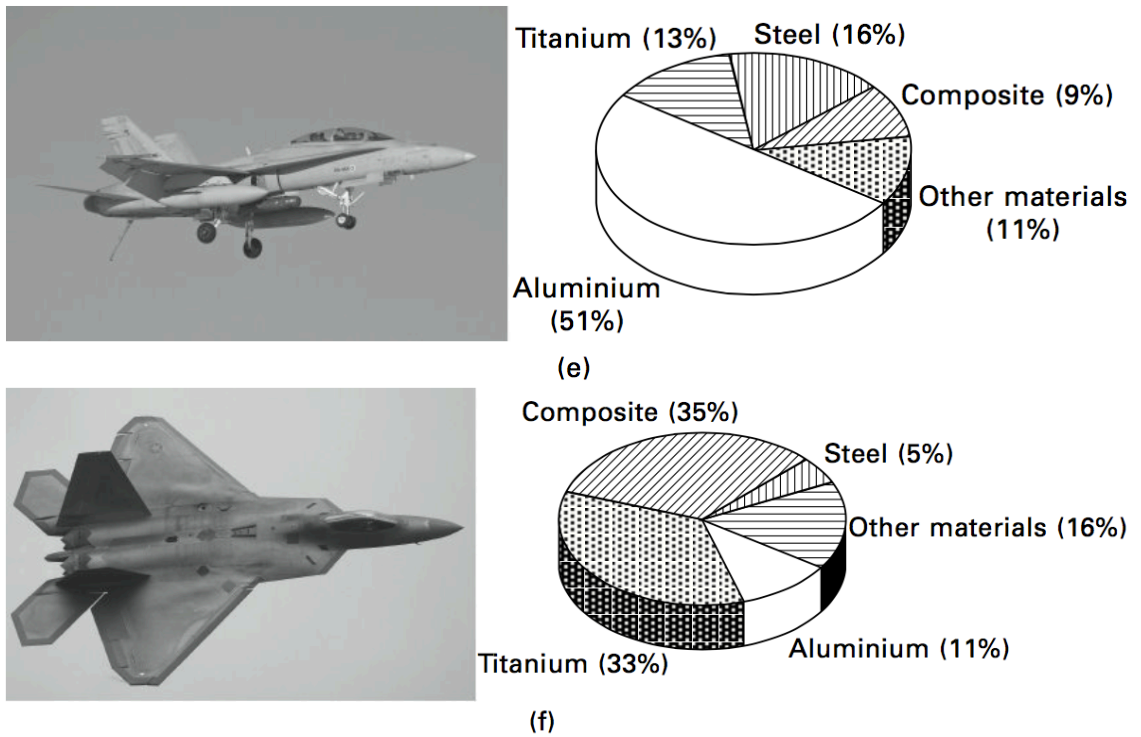 Titanium (13%)
Steel (16%)
Composite (9%)
Other materials
(11%)
Aluminium
(51%)
(e)
Composite (35%)
Steel (5%)
Other materials (16%)
Aluminium (11%)
Titanium (33%)
(f)